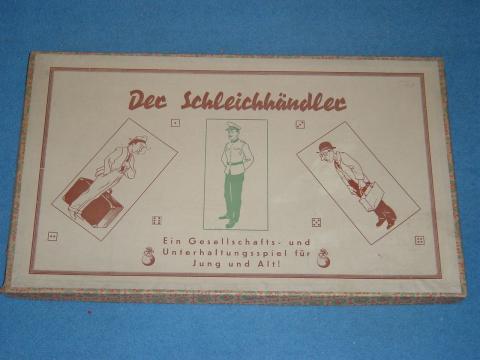 Der Schleichhändler
Ein Gesellschafts- und
Unterhaltungsspiel für
Jung und Alt!